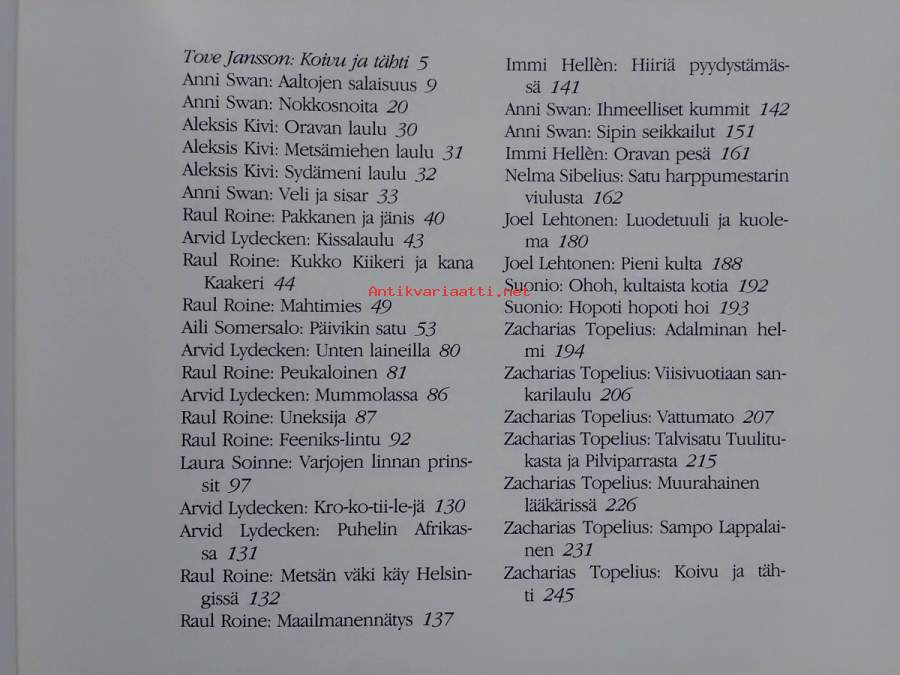 Tove Jansson: Koivu ja tähti 5
Anni Swan: Aaltojen salaisuus 9
Anni Swan: Nokkosnoita 20
Aleksis Kivi: Oravan laulu 30
Aleksis Kivi: Metsämiehen laulu 31
Aleksis Kivi: Sydämeni laulu 32
Anni Swan: Veli ja sisar 33
Raul Roine: Pakkanen ja jänis 40
Arvid Lydecken: Kissalaulu 43
Raul Roine: Kukko Kiikeri ja kana
Kaakeri 44
Raul Roine: Mahtimies 49
Aili Somersalo: Päivikin satu 53
Arvid Lydecken: Unten laineilla 80
Raul Roine: Peukaloinen 81
Arvid Lydecken: Mummolassa 86
Raul Roine: Uneksija 87
Raul Roine: Feeniks-lintu 92
Laura Soinne: Varjojen linnan prins-
sit 97
Arvid Lydecken: Kro-ko-tii-le-jä 130
Arvid Lydecken: Puhelin Afrikas-
sa 131
Raul Roine: Metsän väki käy Helsin-
gissä 132
Raul Roine: Maailmanennätys 137
Immi Hellèn: Hiiriä pyydystämäs-
sä 141
Anni Swan: Ihmeelliset kummit 142
Anni Swan: Sipin seikkailut 151
Immi Hellèn: Oravan pesä 161
Nelma Sibelius: Satu harppumestarin
viulusta 162
Joel Lehtonen: Luodetuuli ja kuole-
ma 180
Joel Lehtonen: Pieni kulta 188
Suonio: Ohoh, kultaista kotia 192
Suonio: Hopoti hopoti hoi 193
Zacharias Topelius: Adalminan hel-
mi 194
Zacharias Topelius: Viisivuotiaan san-
karilaulu 206
Zacharias Topelius: Vattumato 207
Zacharias Topelius: Talvisatu Tuulitu-
kasta ja Pilviparrasta 215
Zacharias Topelius: Muurahainen
lääkärissä 226
Zacharias Topelius: Sampo Lappalai-
nen 231
Zacharias Topelius: Koivu ja täh-
ti 245
Antikvariaatti.net